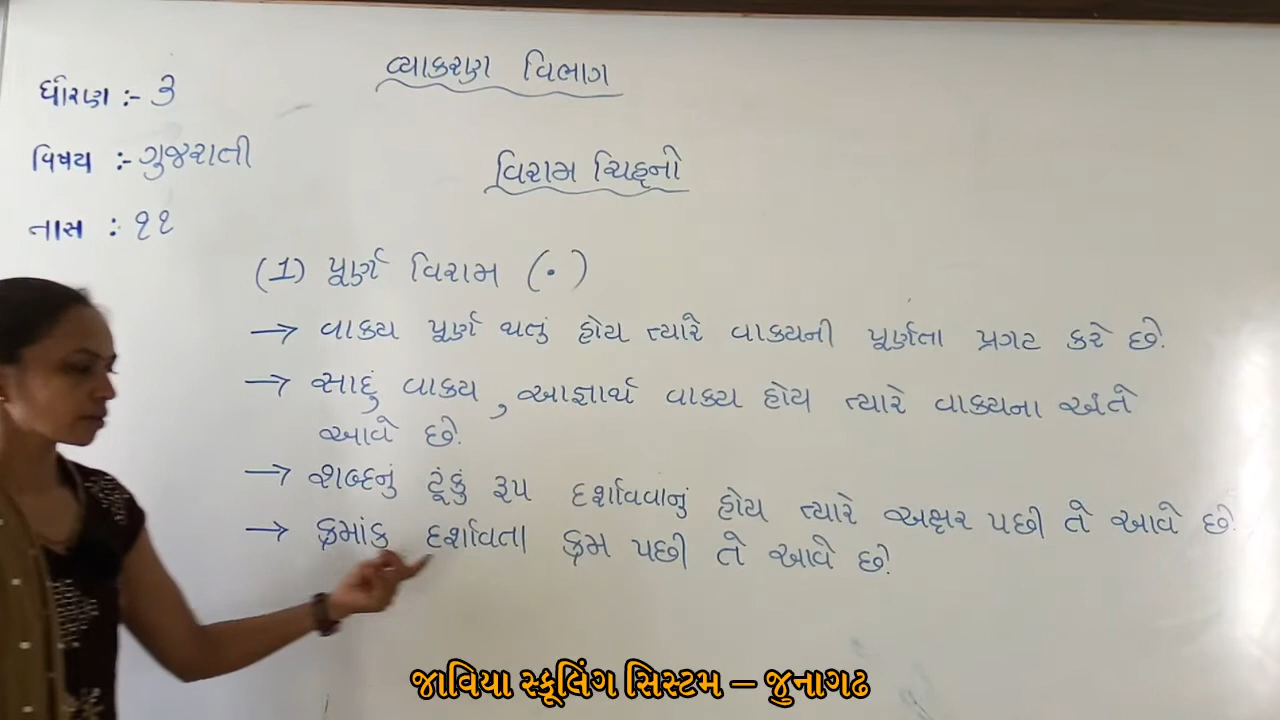 વ્યાકરણ વિભાગ
ધોરણ :- ૩
વિષય :- ગુજરાતી
તાસ : ૧૧
વિરામ ચિહ્નો
(1) પૂર્ણ વિરામ (.)
→ વાક્ય પૂર્ણ થતું હોય ત્યારે વાક્યની પૂર્ણતા પ્રગટ કરે છે.
→ સાદું વાક્ય, આજ્ઞાર્થ વાક્ય હોય ત્યારે વાક્યના અંતે
આવે છે.
→ શબ્દનું ટૂંકું રૂપ દર્શાવવાનું હોય ત્યારે અક્ષર પછી તે આવે છે.
→ ક્રમાંક દર્શાવતા ક્રમ પછી તે આવે છે.
જાવિયા સ્કૂલિંગ સિસ્ટમ – જુનાગઢ